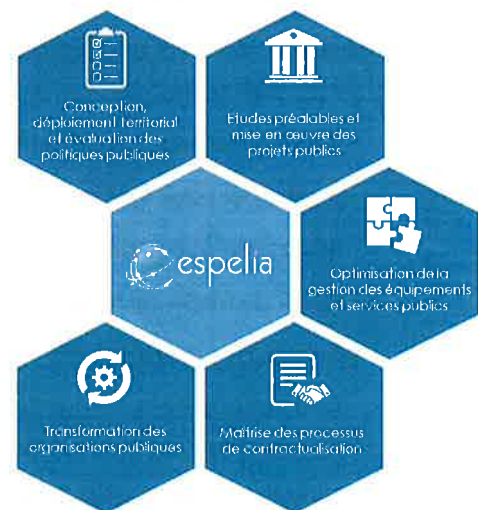 Conception,
déploiement territorial
et évaluation des
politiques publiques
Etudes préalables et
mise en œuvre des
projets publics
espelia
Optimisation de la
gestion des équipements
et services publics
Transformation des
organisations publiques
Maîtrise des processus
de contractualisation